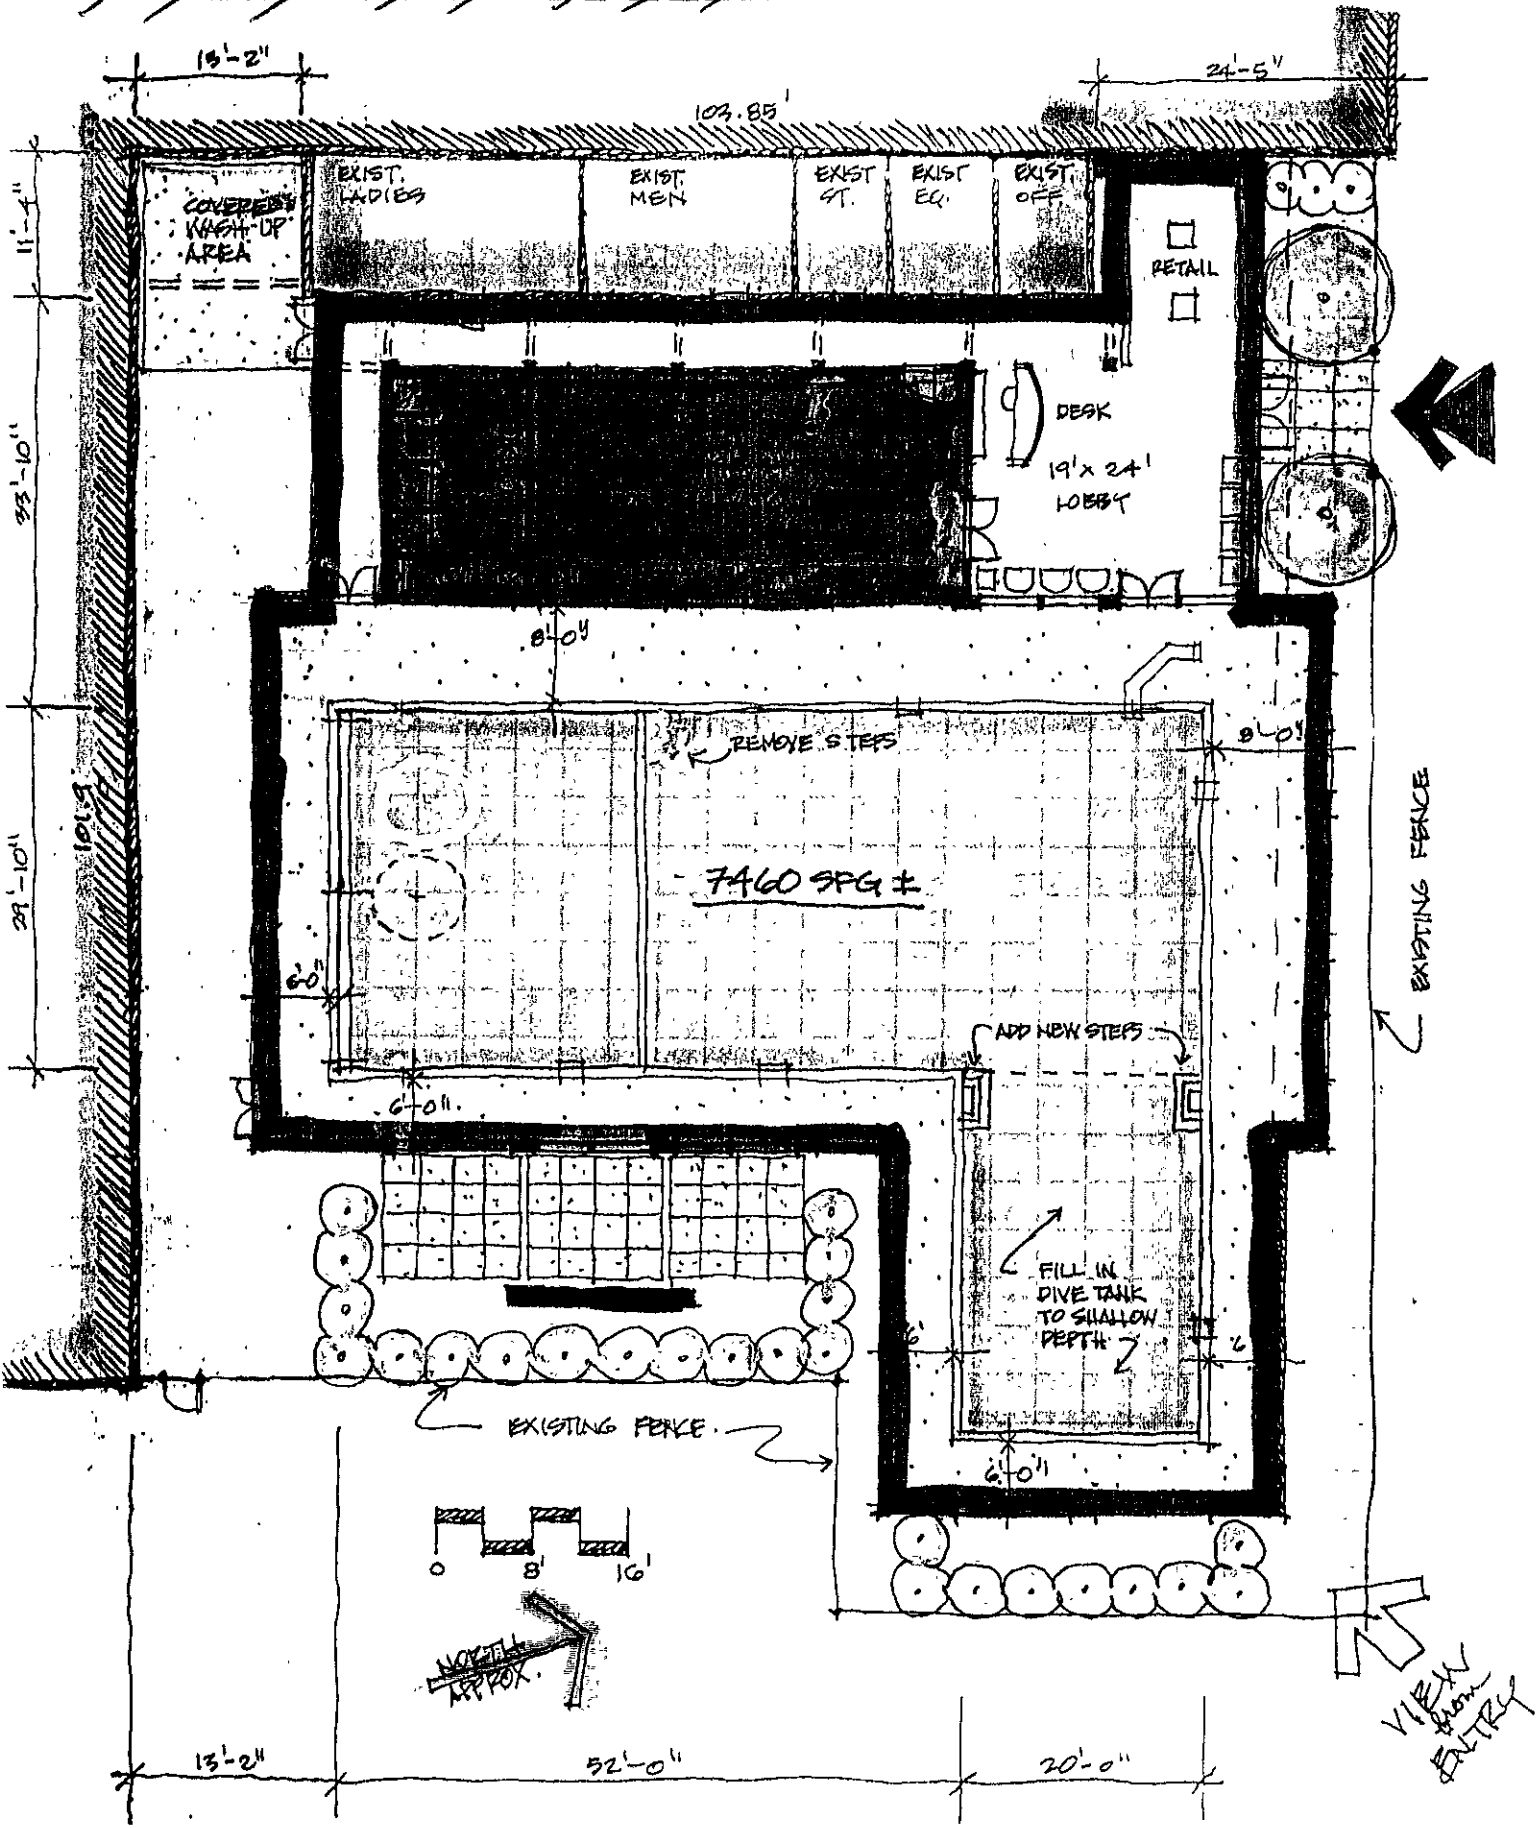 13'-2"
24'-5"
103.85'
EXIST.
LADIES
EXIST.
MEN
EXIST
ST.
EXIST
EQ.
EXIST.
OFF
COVERED
WASH-UP
AREA
11'-4"
RETAIL
DESK
19' x 24'
LOBBY
33'-10"
8'-0"
REMOVE STEPS
8'-0"
EXISTING FENCE
7460 SFG ±
29'-10"
6'-0"
ADD NEW STEPS
6'-0"
FILL IN
DIVE TANK
TO SHALLOW
DEPTH
6'
6'
EXISTING FENCE.
6'-0"
0 8' 16'
NORTH
APPROX.
VIEW
from
ENTRY
13'-2"
52'-0"
20'-0"